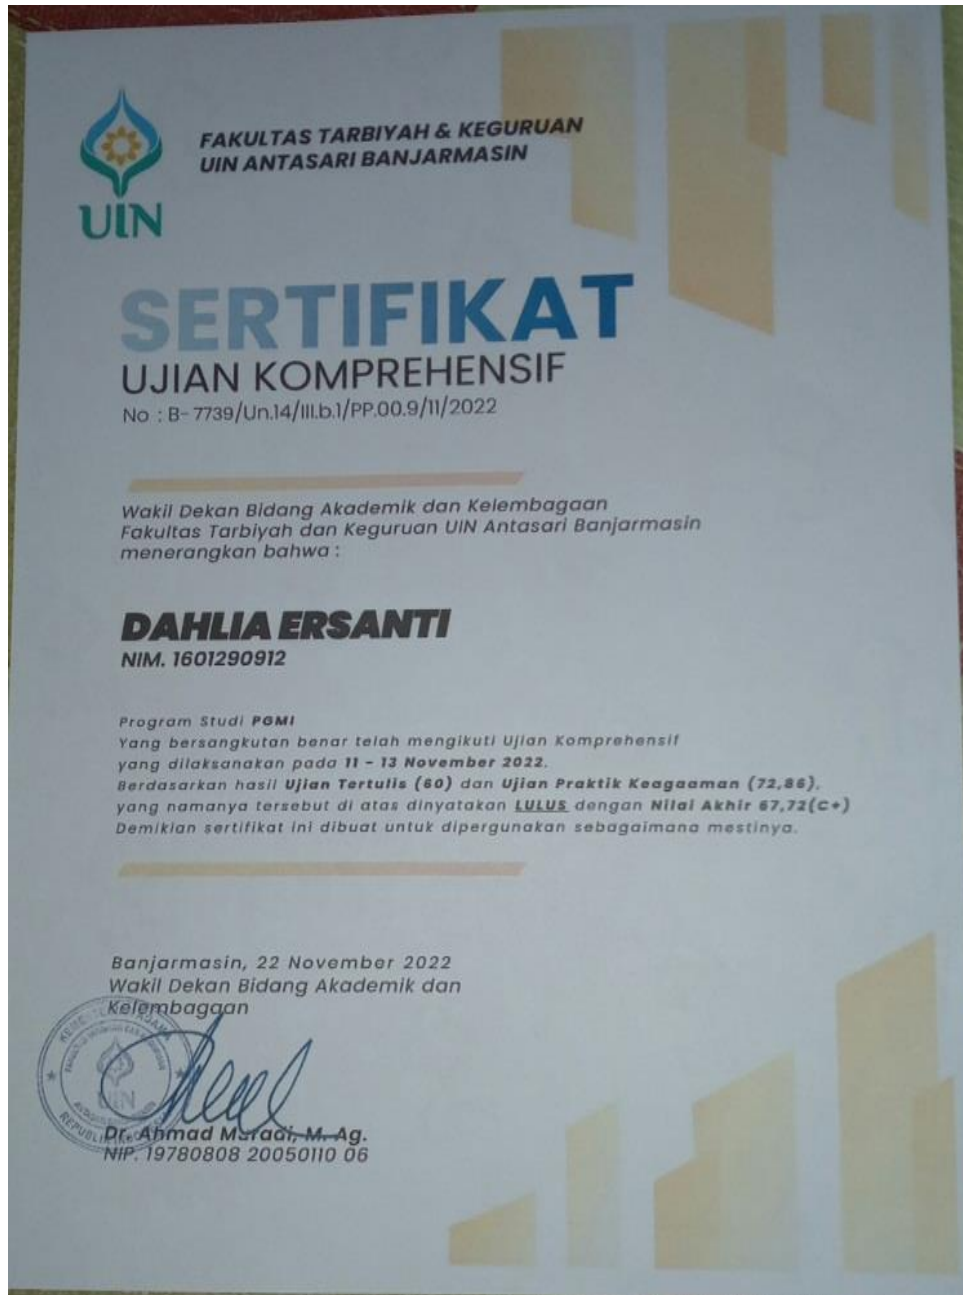 FAKULTAS TARBIYAH & KEGURUAN
UIN ANTASARI BANJARMASIN
UIN
SERTIFIKAT
UJIAN KOMPREHENSIF
No : B- 7739/Un.14/III.b.1/PP.00.9/11/2022
Wakil Dekan Bidang Akademik dan Kelembagaan
Fakultas Tarbiyah dan Keguruan UIN Antasari Banjarmasin
menerangkan bahwa :
DAHLIA ERSANTI
NIM. 1601290912
Program Studi PGMI
Yang bersangkutan benar telah mengikuti Ujian Komprehensif
yang dilaksanakan pada 11 - 13 November 2022.
Berdasarkan hasil Ujian Tertulis (60) dan Ujian Praktik Keagaaman (72,86),
yang namanya tersebut di atas dinyatakan LULUS dengan Nilai Akhir 67,72(C+)
Demikian sertifikat ini dibuat untuk dipergunakan sebagaimana mestinya.
Banjarmasin, 22 November 2022
Wakil Dekan Bidang Akademik dan
Kelembagaan
UIN
REPUBLIK
Dr. Ahmad Muradi, M. Ag.
NIP. 19780808 20050110 06